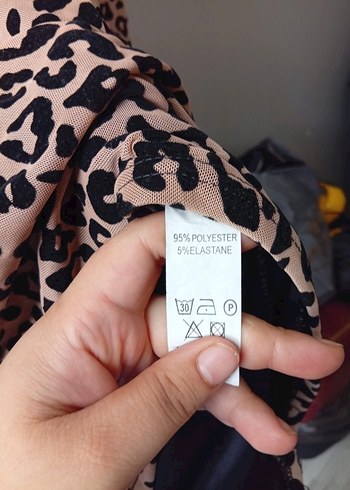 95% POLYESTER
5% ELASTANE
30 P